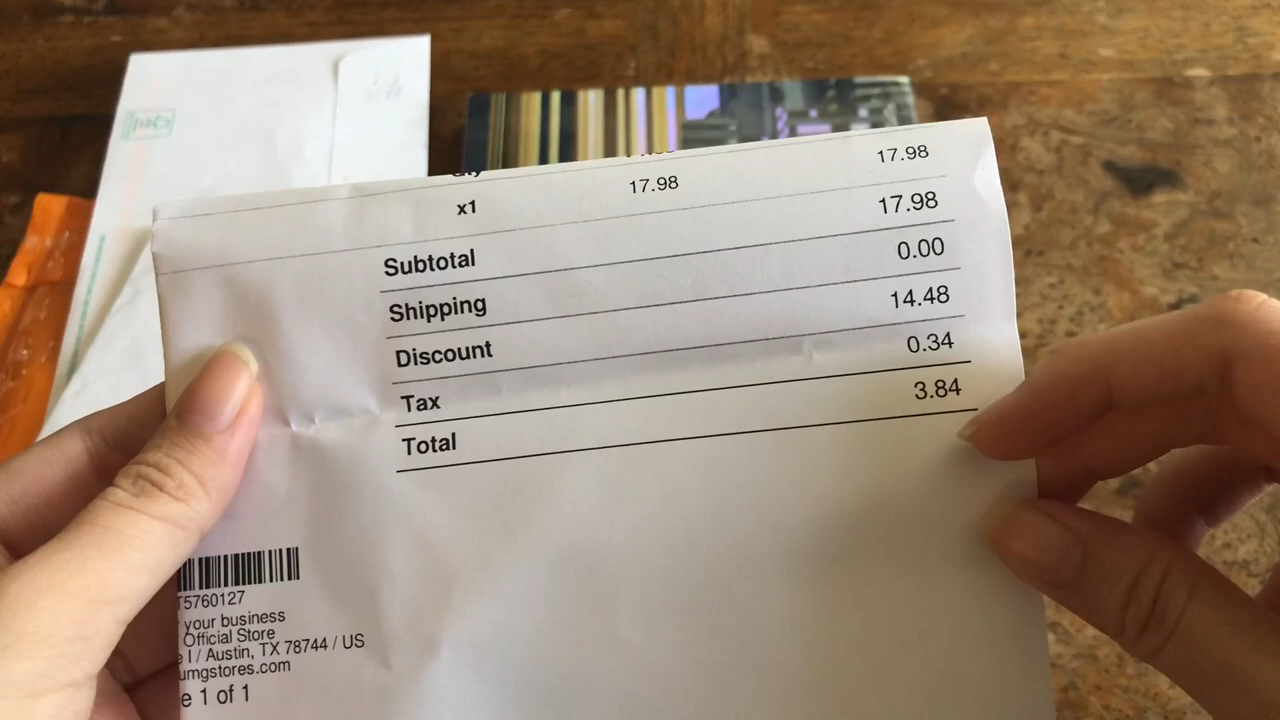 x1 17.98 17.98
Subtotal 17.98
Shipping 0.00
Discount 14.48
Tax 0.34
Total 3.84
T5760127
your business
Official Store
e I / Austin, TX 78744 / US
umgstores.com
e 1 of 1